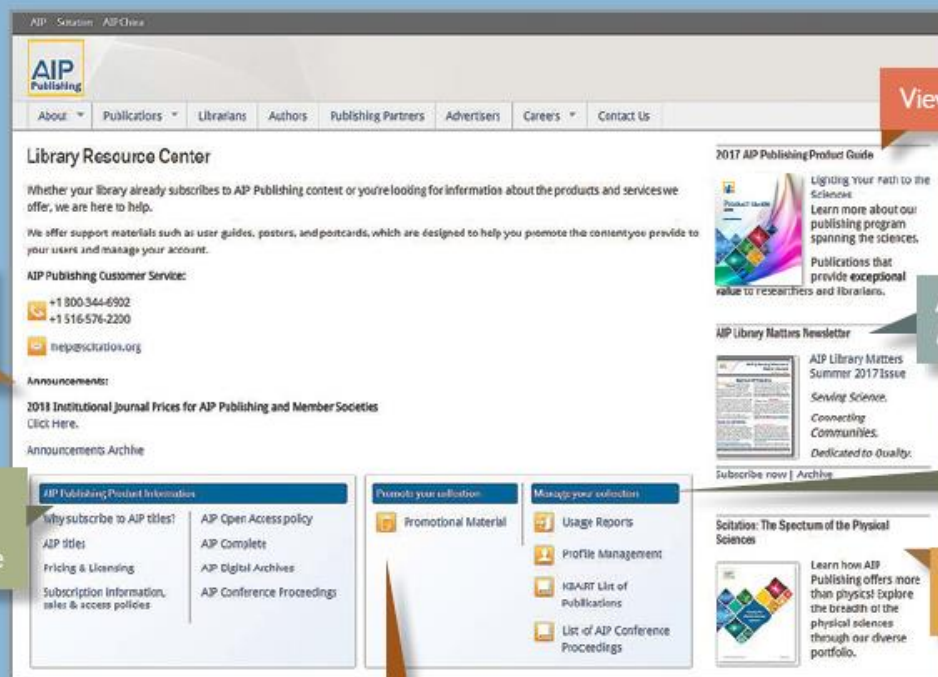 AIP Scitation AIP China
AIP
Publishing
About Publications Librarians Authors Publishing Partners Advertisers Careers Contact Us
Library Resource Center
Whether your library already subscribes to AIP Publishing content or you're looking for information about the products and services we
offer, we are here to help.
We offer support materials such as user guides, posters, and postcards, which are designed to help you promote the content you provide to
your users and manage your account.
AIP Publishing Customer Service:
+1 800-344-6902
+1 516-576-2200
help@scitation.org
Announcements:
2018 Institutional Journal Prices for AIP Publishing and Member Societies
Click Here.
Announcements Archive
AIP Publishing Product Information
Why subscribe to AIP titles?
AIP titles
Pricing & Licensing
Subscription information,
sales & access policies
AIP Open Access policy
AIP Complete
AIP Digital Archives
AIP Conference Proceedings
Promote your collection
Promotional Material
Manage your collection
Usage Reports
Profile Management
KBART List of
Publications
List of AIP Conference
Proceedings
2017 AIP Publishing Product Guide
Product Guide
Lighting Your Path to the
Sciences
Learn more about our
publishing program
spanning the sciences.
Publications that
provide exceptional
value to researchers and librarians.
AIP Library Matters Newsletter
AIP Library Matters
Summer 2017 Issue
Serving Science.
Connecting
Communities.
Dedicated to Quality.
Subscribe now | Archive
Scitation: The Spectum of the Physical
Sciences
Learn how AIP
Publishing offers more
than physics! Explore
the breadth of the
physical sciences
through our diverse
portfolio.